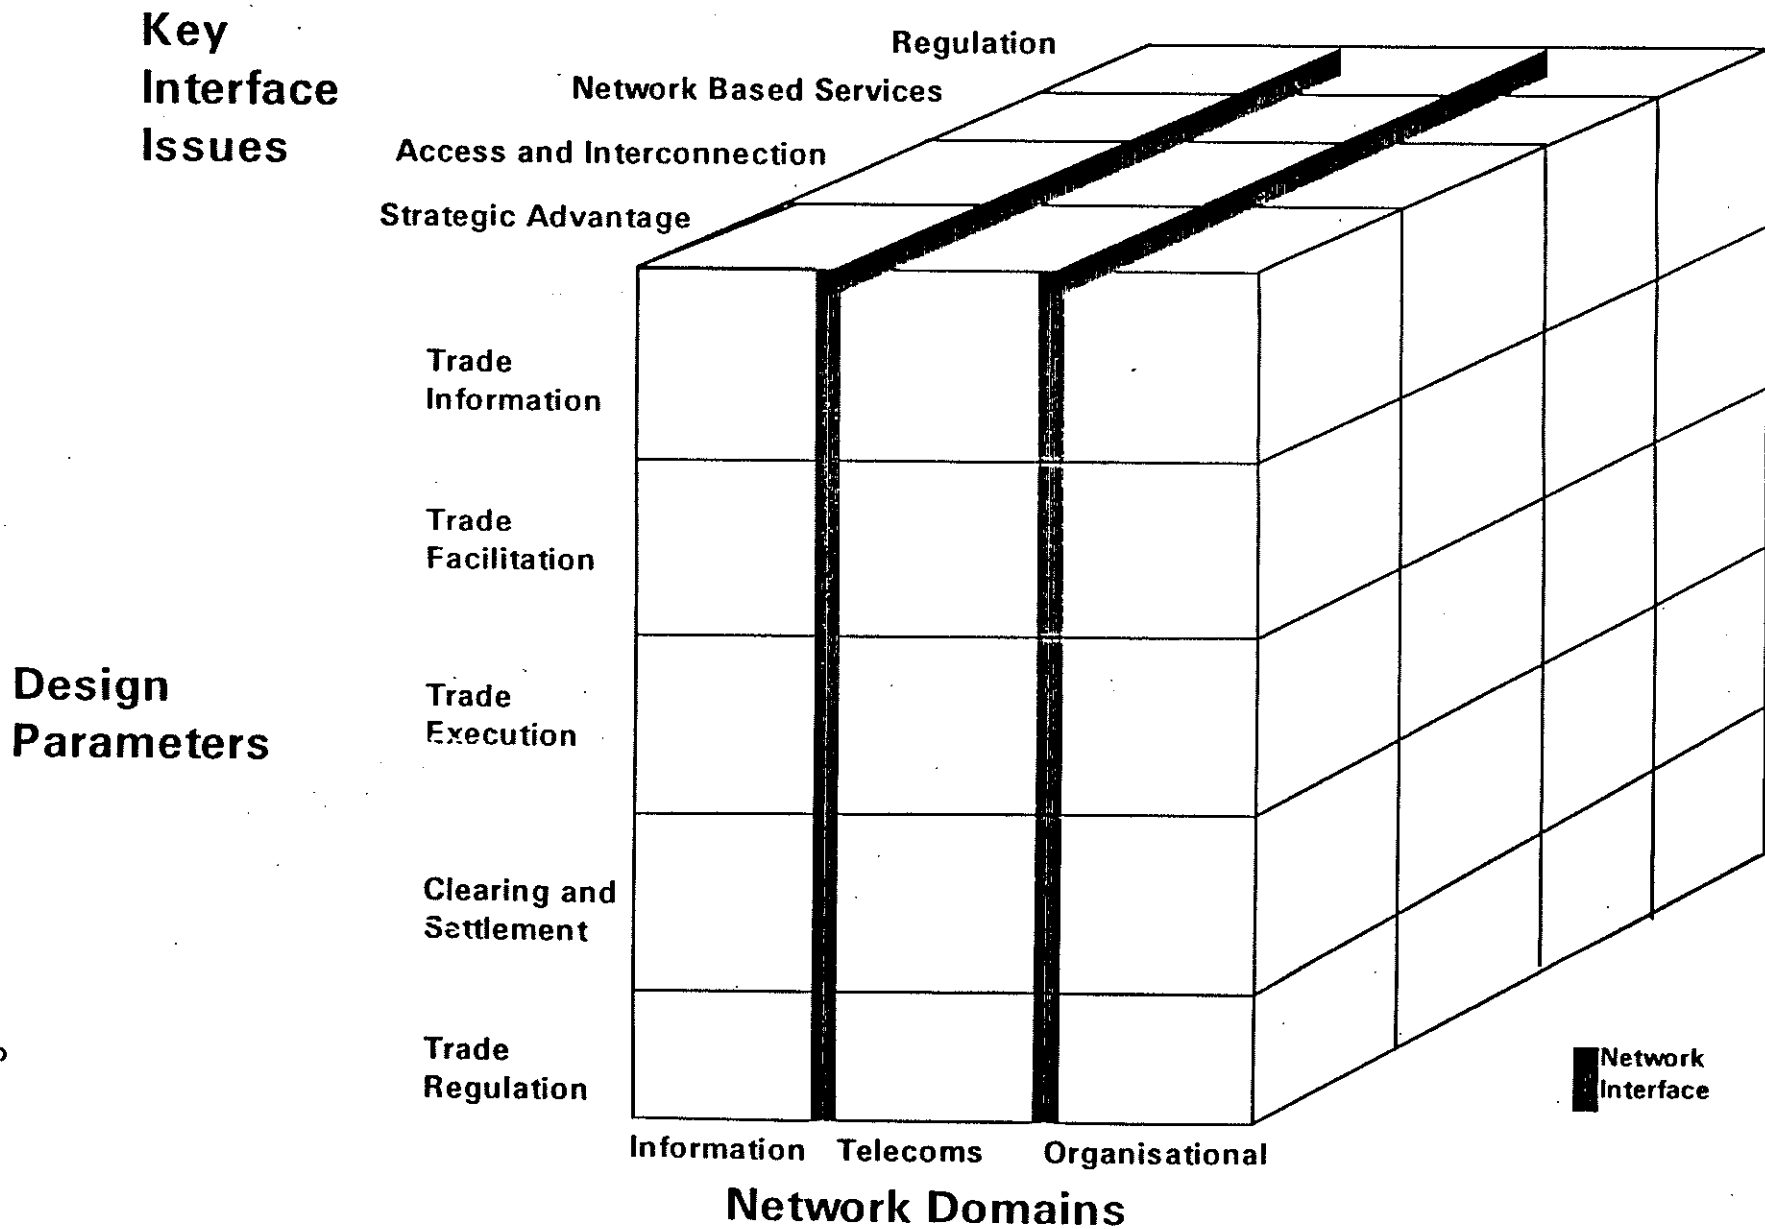 Key
Interface
Issues
Regulation
Network Based Services
Access and Interconnection
Strategic Advantage
Trade
Information
Trade
Facilitation
Design
Parameters
Trade
Execution
Clearing and
Settlement
Trade
Regulation
Network
Interface
Information Telecoms Organisational
Network Domains